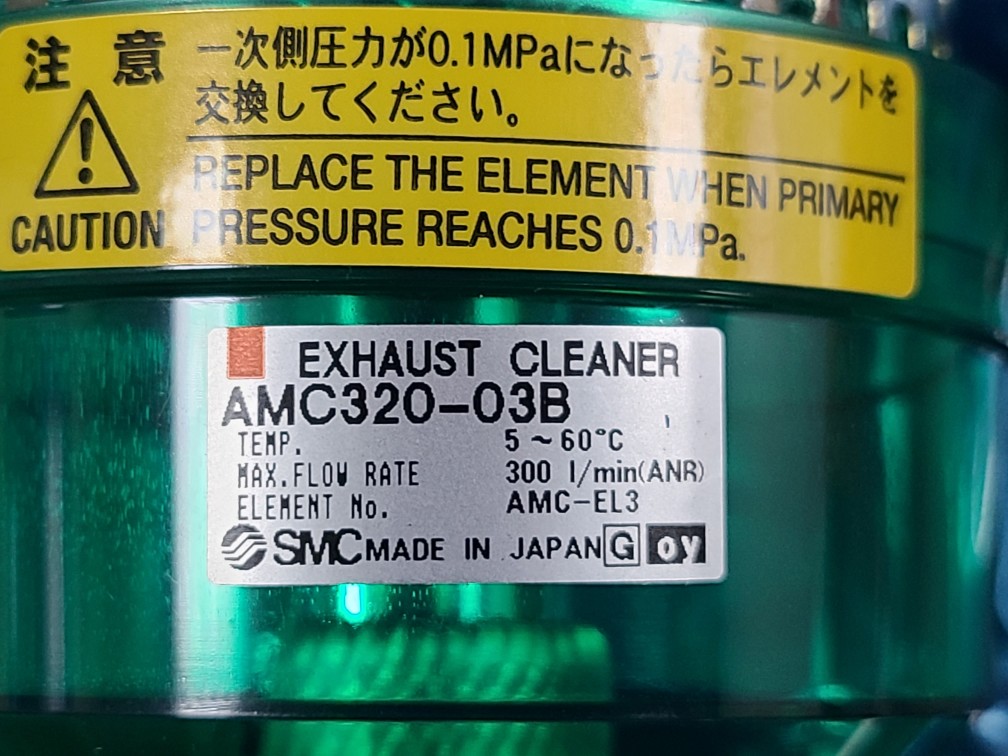 注意
一次側圧力が0.1MPaになったらエレメントを
交換してください。
CAUTION
REPLACE THE ELEMENT WHEN PRIMARY
PRESSURE REACHES 0.1MPa.
EXHAUST CLEANER
AMC320-03B
TEMP. 5~60°C
MAX.FLOW RATE 300 l/min(ANR)
ELEMENT No. AMC-EL3
SMC MADE IN JAPAN G oy